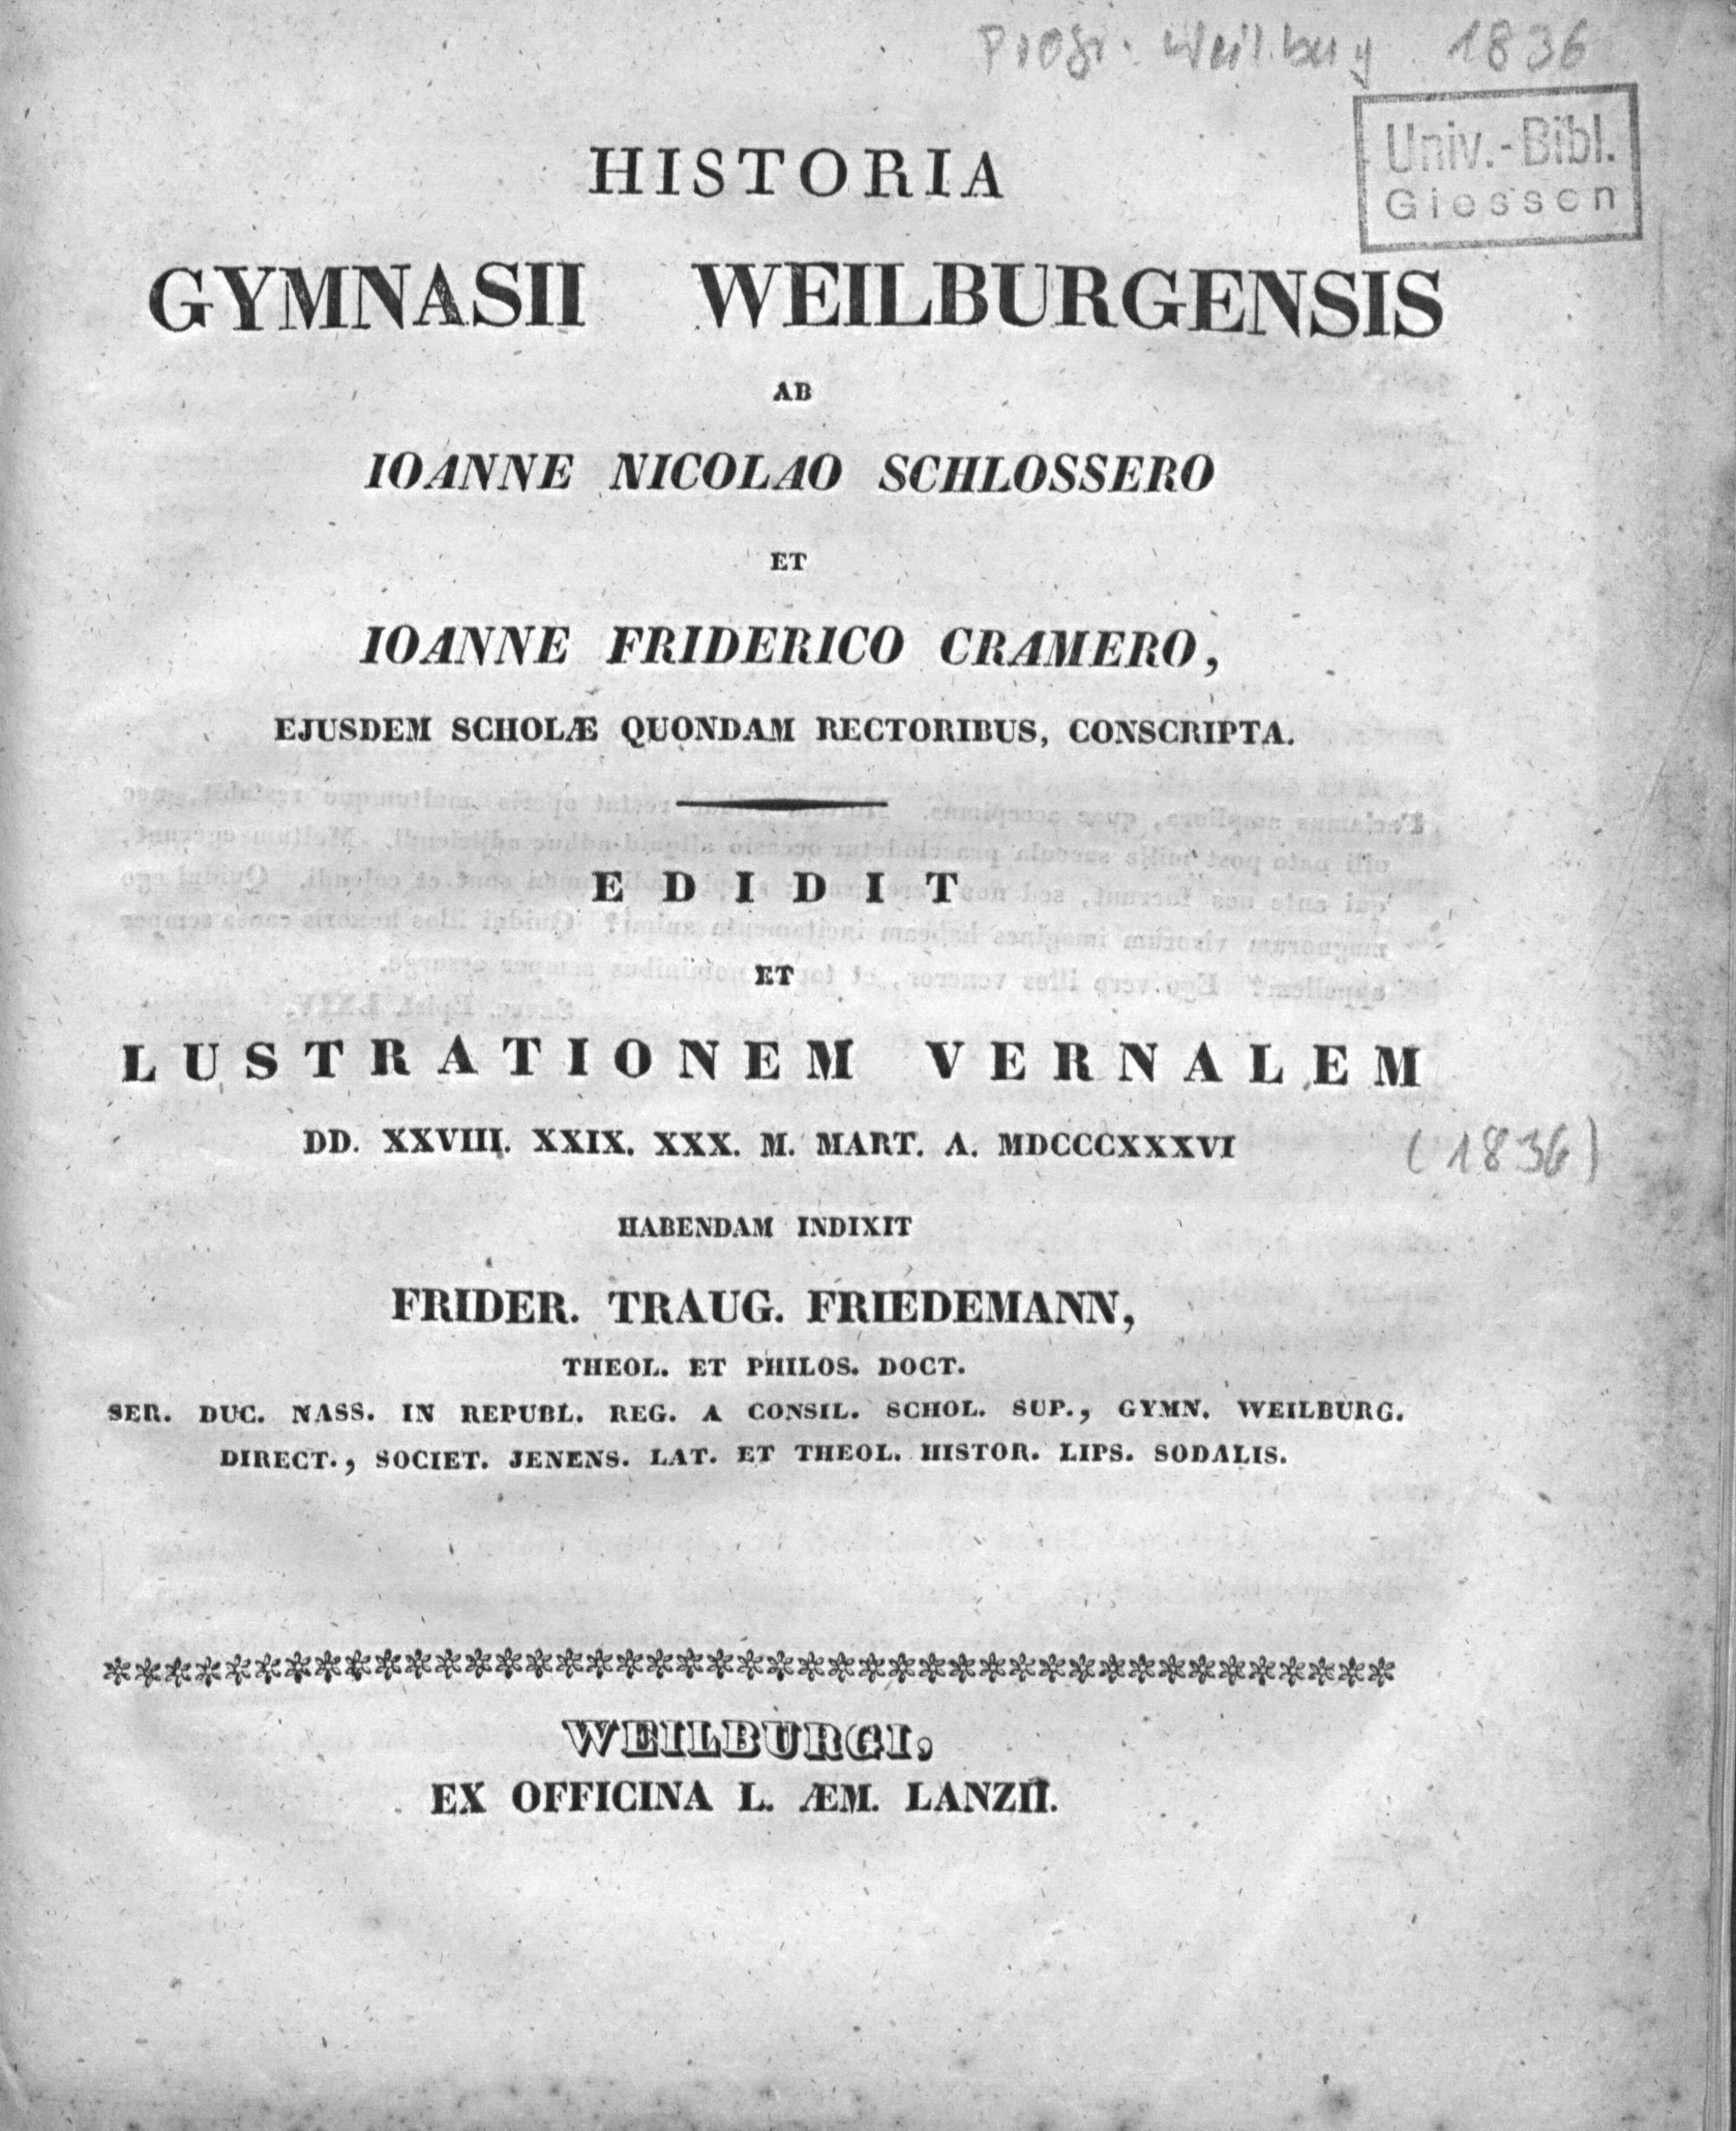 Progr. Weilburg 1836
Univ.-Bibl.
Giessen
HISTORIA
GYMNASII WEILBURGENSIS
AB
IOANNE NICOLAO SCHLOSSERO
ET
IOANNE FRIDERICO CRAMERO,
EJUSDEM SCHOLÆ QUONDAM RECTORIBUS, CONSCRIPTA.
EDIDIT
ET
LUSTRATIONEM VERNALEM
DD. XXVIII. XXIX. XXX. M. MART. A. MDCCCXXXVI
(1836)
HABENDAM INDIXIT
FRIDER. TRAUG. FRIEDEMANN,
THEOL. ET PHILOS. DOCT.
SER. DUC. NASS. IN REPUBL. REG. A CONSIL. SCHOL. SUP., GYMN. WEILBURG.
DIRECT., SOCIET. JENENS. LAT. ET THEOL. HISTOR. LIPS. SODALIS.
WEILBURGI,
EX OFFICINA L. ÆM. LANZII.